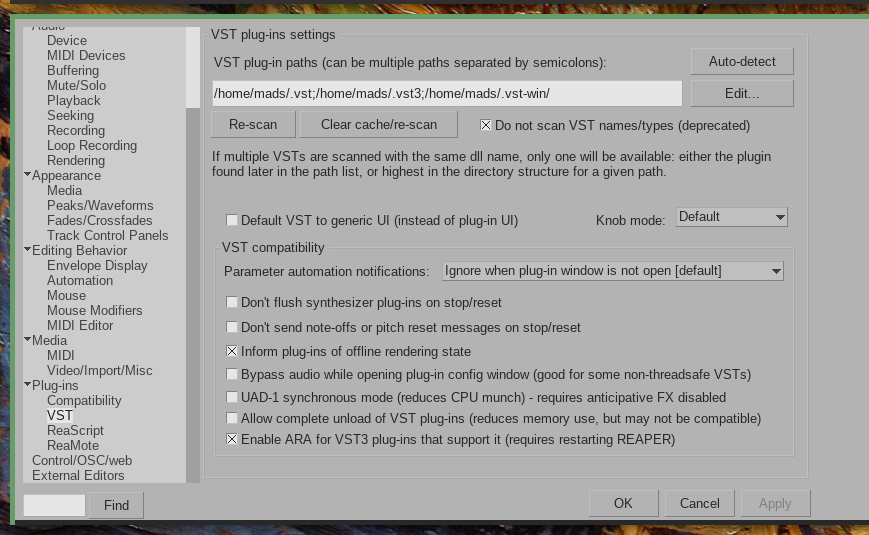 Audio
Device
MIDI Devices
Buffering
Mute/Solo
Playback
Seeking
Recording
Loop Recording
Rendering
Appearance
Media
Peaks/Waveforms
Fades/Crossfades
Track Control Panels
Editing Behavior
Envelope Display
Automation
Mouse
Mouse Modifiers
MIDI Editor
Media
MIDI
Video/Import/Misc
Plug-ins
Compatibility
VST
ReaScript
ReaMote
Control/OSC/web
External Editors
Find
VST plug-ins settings
VST plug-in paths (can be multiple paths separated by semicolons):
Auto-detect
/home/mads/.vst;/home/mads/.vst3;/home/mads/.vst-win/
Edit...
Re-scan
Clear cache/re-scan
Do not scan VST names/types (deprecated)
If multiple VSTs are scanned with the same dll name, only one will be available: either the plugin
found later in the path list, or highest in the directory structure for a given path.
Default VST to generic UI (instead of plug-in UI)
Knob mode:
Default
VST compatibility
Parameter automation notifications:
Ignore when plug-in window is not open [default]
Don't flush synthesizer plug-ins on stop/reset
Don't send note-offs or pitch reset messages on stop/reset
Inform plug-ins of offline rendering state
Bypass audio while opening plug-in config window (good for some non-threadsafe VSTs)
UAD-1 synchronous mode (reduces CPU munch) - requires anticipative FX disabled
Allow complete unload of VST plug-ins (reduces memory use, but may not be compatible)
Enable ARA for VST3 plug-ins that support it (requires restarting REAPER)
OK
Cancel
Apply